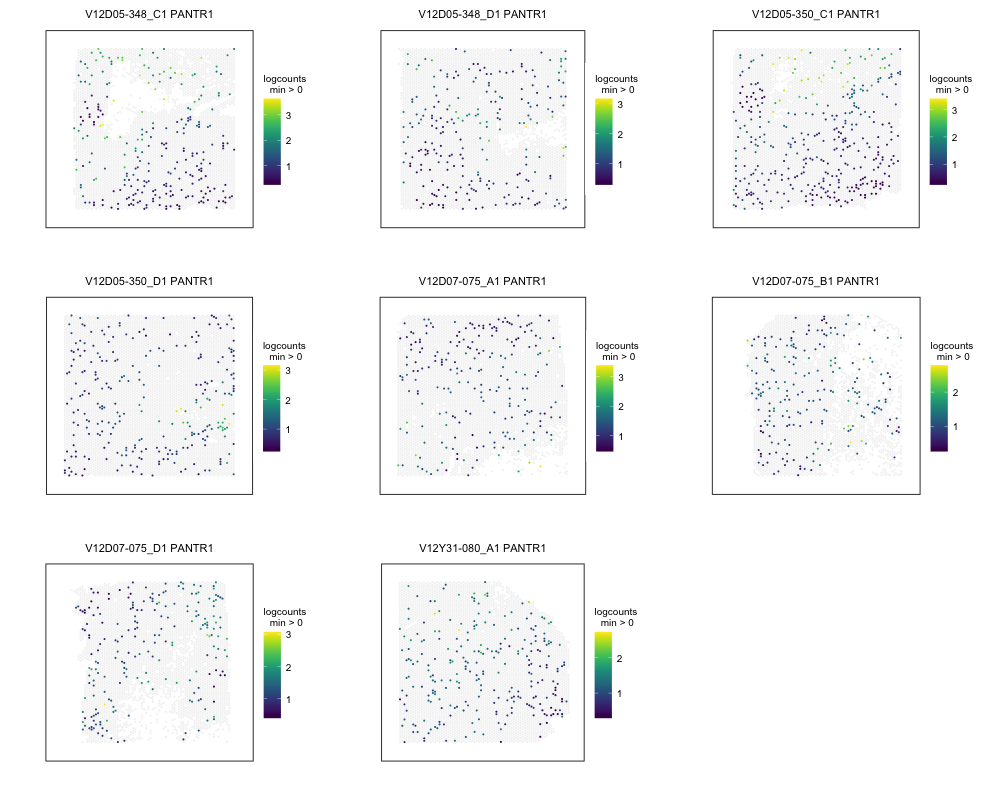 V12D05-348_C1 PANTR1
logcounts
min > 0
3
2
1
V12D05-348_D1 PANTR1
logcounts
min > 0
3
2
1
V12D05-350_C1 PANTR1
logcounts
min > 0
3
2
1
V12D05-350_D1 PANTR1
logcounts
min > 0
3
2
1
V12D07-075_A1 PANTR1
logcounts
min > 0
3
2
1
V12D07-075_B1 PANTR1
logcounts
min > 0
2
1
V12D07-075_D1 PANTR1
logcounts
min > 0
3
2
1
V12Y31-080_A1 PANTR1
logcounts
min > 0
2
1